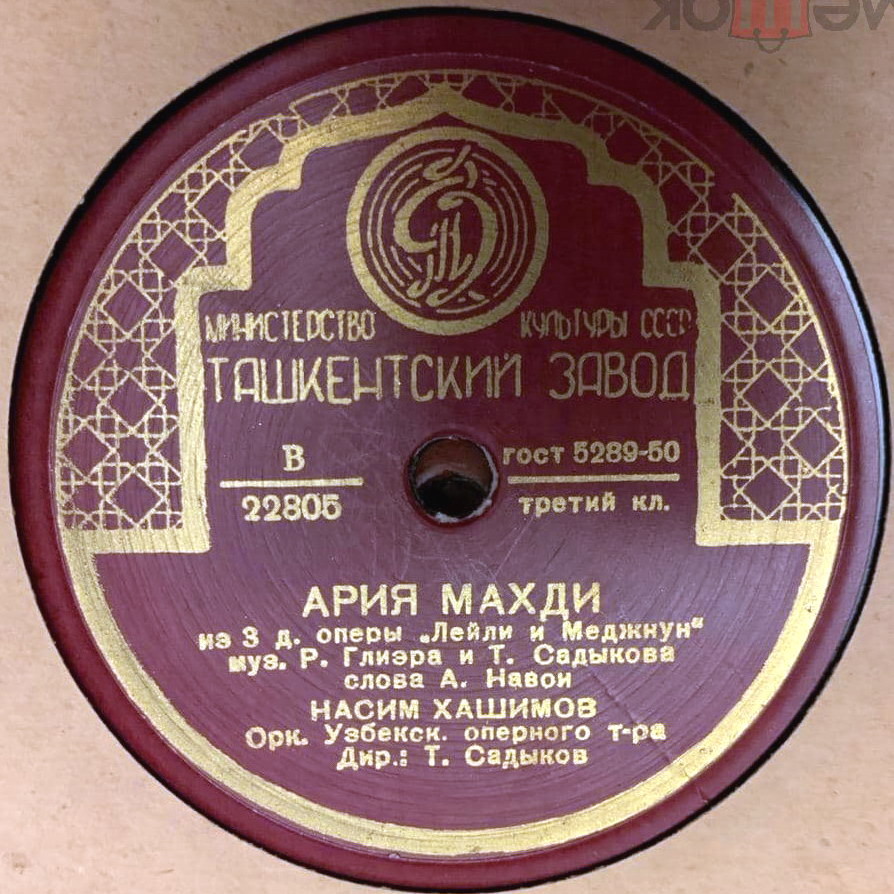 МИНИСТЕРСТВО КУЛЬТУРЫ СССР
ТАШКЕНТСКИЙ ЗАВОД
В
22805
ГОСТ 5289-50
третий кл.
АРИЯ МАХДИ
из 3 д. оперы „Лейли и Меджнун“
муз. Р. Глиэра и Т. Садыкова
слова А. Навои
НАСИМ ХАШИМОВ
Орк. Узбекск. оперного т-ра
Дир.: Т. Садыков